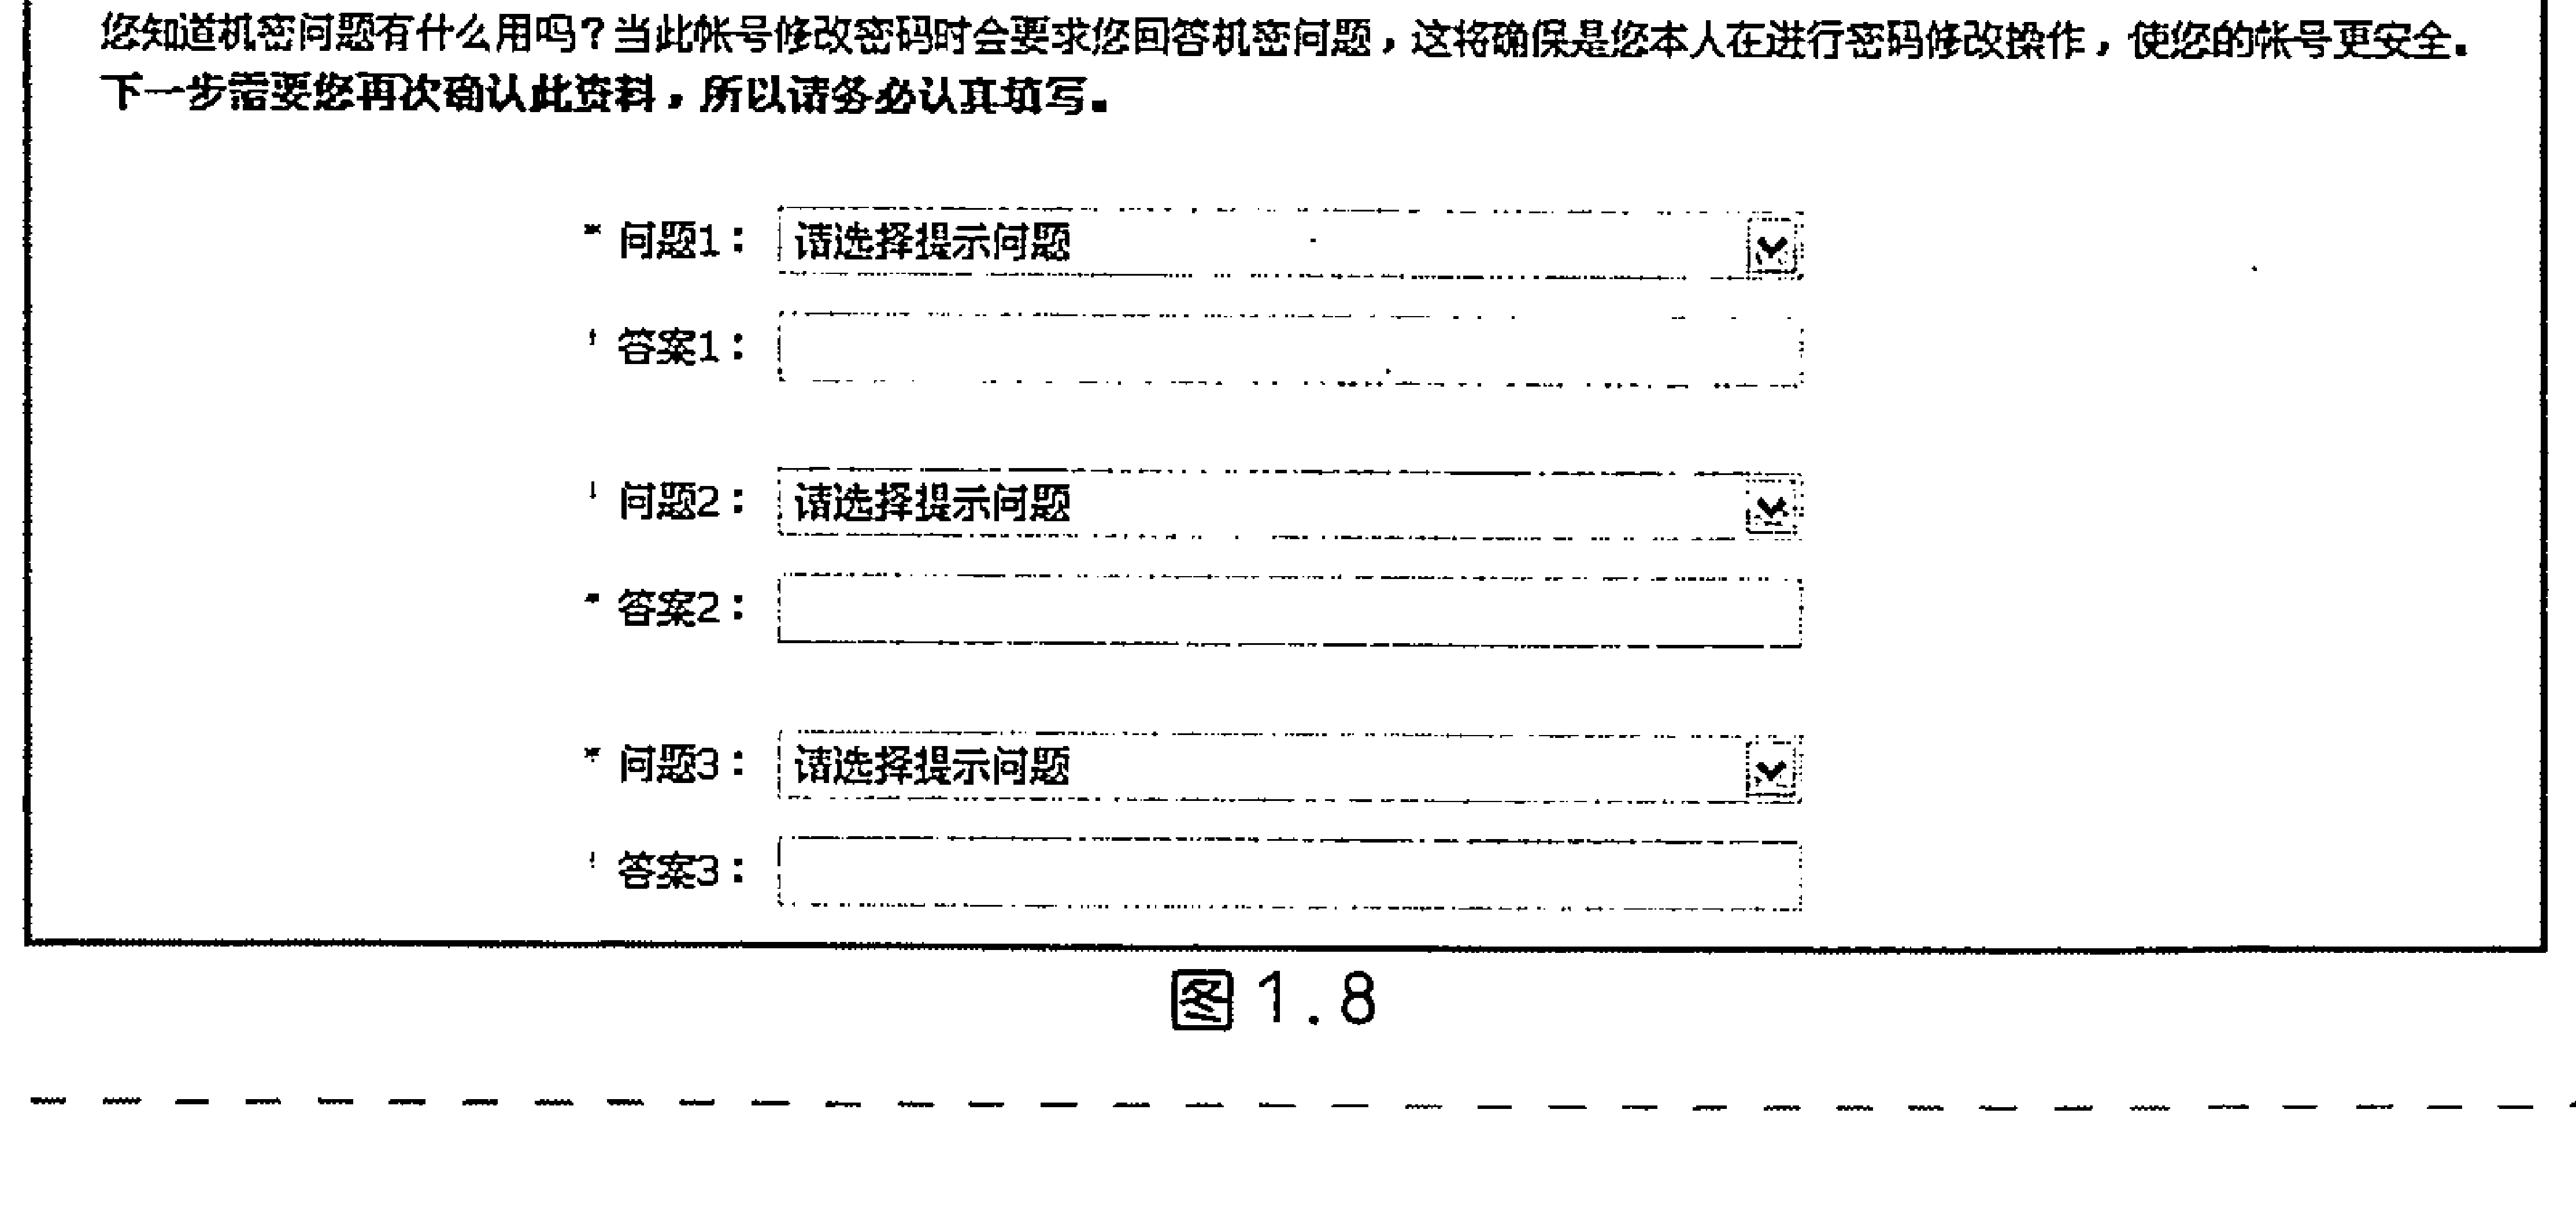 您知道机密问题有什么用吗？当此帐号修改密码时会要求您回答机密问题，这将确保是您本人在进行密码修改操作，使您的帐号更安全.
下一步需要您再次确认此资料，所以请务必认真填写.
* 问题1： 请选择提示问题
* 答案1：
* 问题2： 请选择提示问题
* 答案2：
* 问题3： 请选择提示问题
* 答案3：
图 1.8